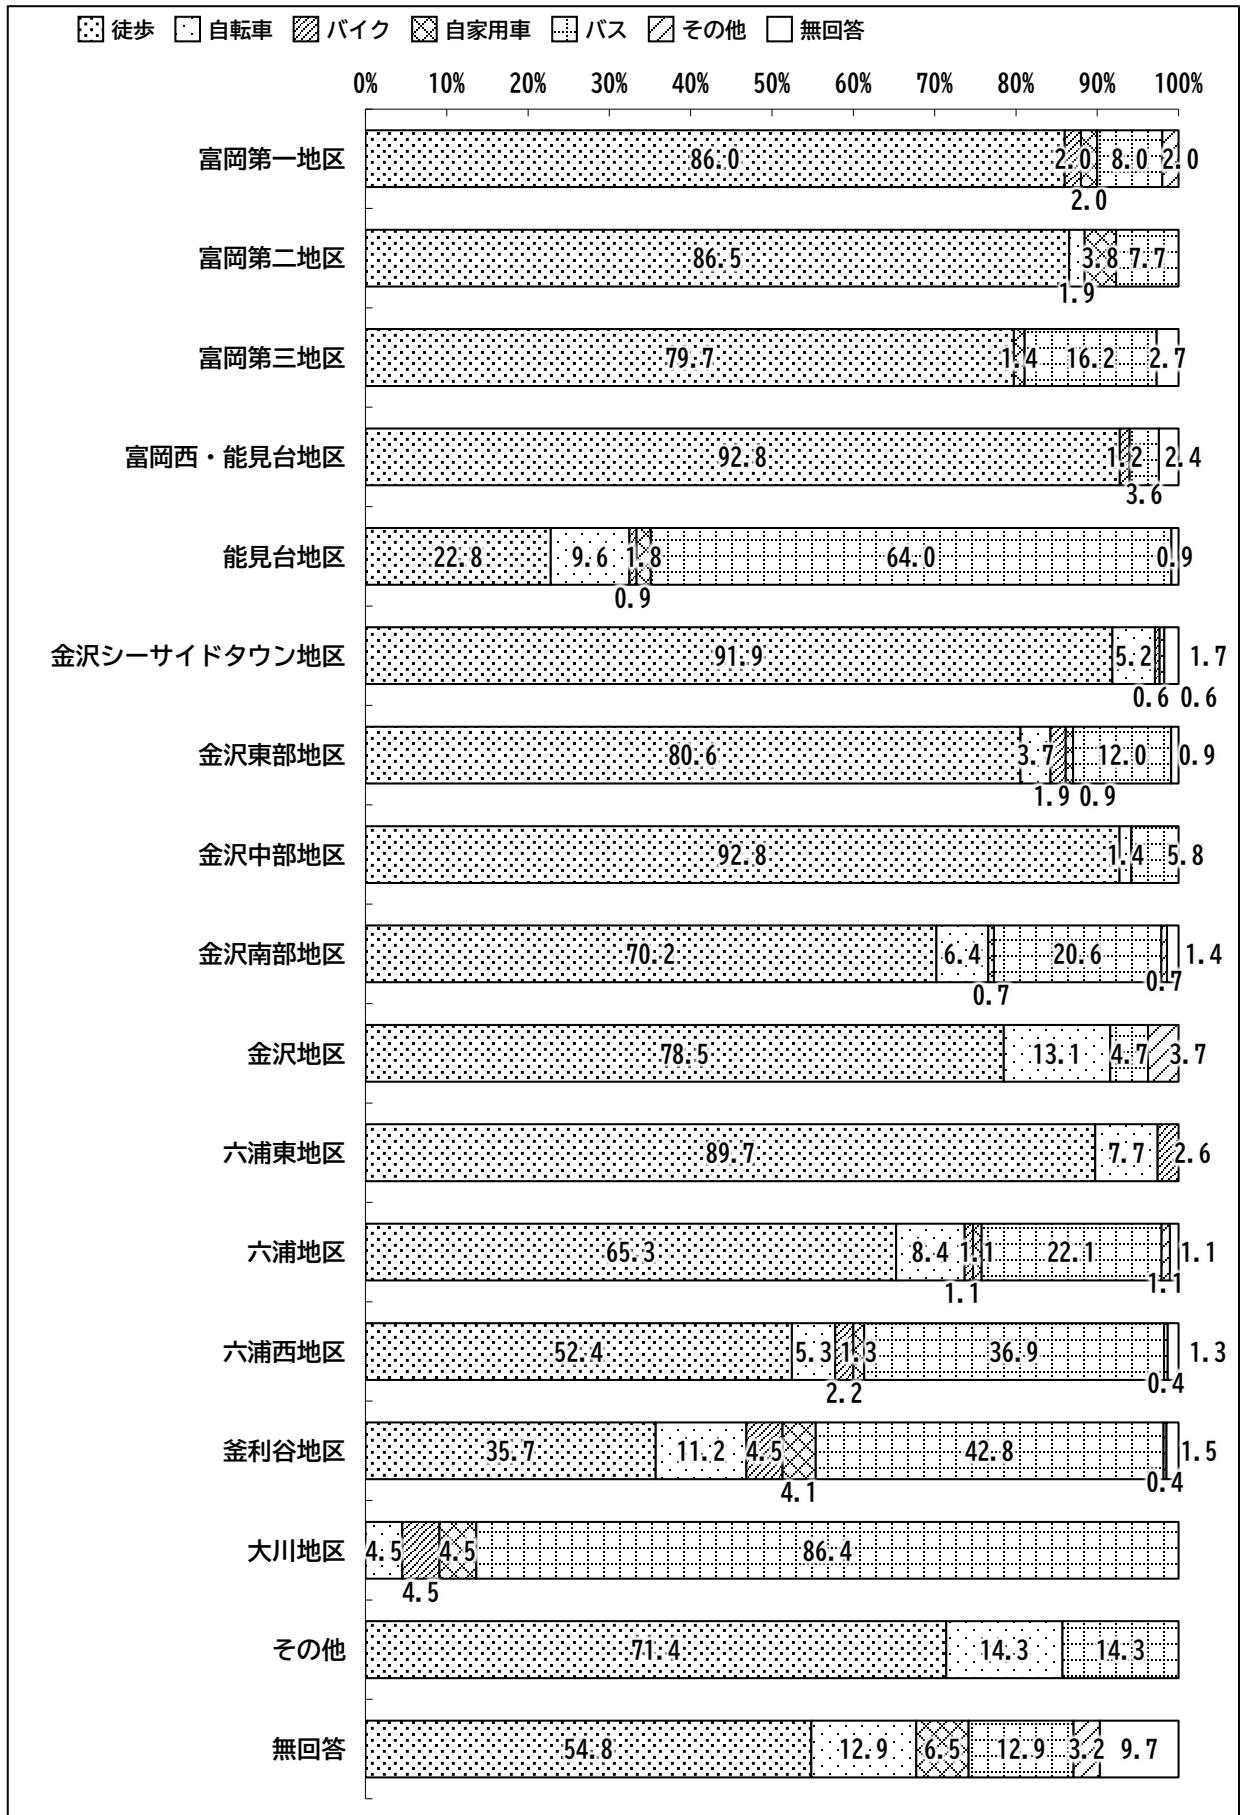 徒歩 自転車 バイク 自家用車 バス その他 無回答
0% 10% 20% 30% 40% 50% 60% 70% 80% 90% 100%
富岡第一地区 86.0 2.0 8.0 2.0
2.0
富岡第二地区 86.5 3.8 7.7
1.9
富岡第三地区 79.7 1.4 16.2 2.7
富岡西・能見台地区 92.8 1.2 2.4
3.6
能見台地区 22.8 9.6 1.8 64.0 0.9
0.9
金沢シーサイドタウン地区 91.9 5.2 1.7
0.6 0.6
金沢東部地区 80.6 3.7 12.0 0.9
1.9 0.9
金沢中部地区 92.8 1.4 5.8
金沢南部地区 70.2 6.4 20.6 1.4
0.7 0.7
金沢地区 78.5 13.1 4.7 3.7
六浦東地区 89.7 7.7 2.6
六浦地区 65.3 8.4 1.1 22.1 1.1
1.1 1.1
六浦西地区 52.4 5.3 1.3 36.9 1.3
2.2 0.4
釜利谷地区 35.7 11.2 4.5 42.8 1.5
4.1 0.4
大川地区 4.5 4.5 86.4
4.5
その他 71.4 14.3 14.3
無回答 54.8 12.9 6.5 12.9 3.2 9.7